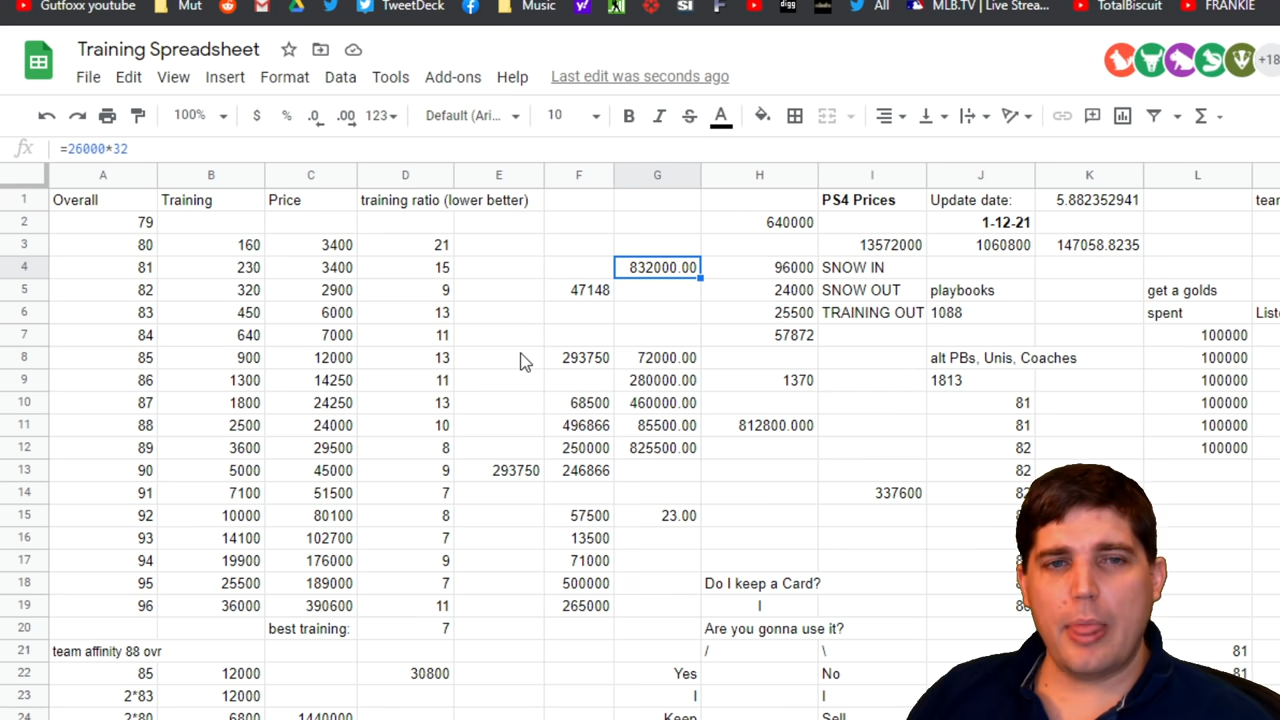 Gutfoxx youtube Mut TweetDeck Music digg All MLB.TV | Live Strea... TotalBiscuit FRANKIE
Training Spreadsheet
File Edit View Insert Format Data Tools Add-ons Help Last edit was seconds ago +18
100% $ % .0 .00 123 Default (Ari... 10 B I S A
fx =26000*32
A B C D E F G H I J K L
1 Overall Training Price training ratio (lower better) PS4 Prices Update date: 5.882352941 tea
2 79 640000 1-12-21
3 80 160 3400 21 13572000 1060800 147058.8235
4 81 230 3400 15 832000.00 96000 SNOW IN
5 82 320 2900 9 47148 24000 SNOW OUT playbooks get a golds
6 83 450 6000 13 25500 TRAINING OUT 1088 spent List
7 84 640 7000 11 57872 100000
8 85 900 12000 13 293750 72000.00 alt PBs, Unis, Coaches 100000
9 86 1300 14250 11 280000.00 1370 1813 100000
10 87 1800 24250 13 68500 460000.00 81 100000
11 88 2500 24000 10 496866 85500.00 812800.000 81 100000
12 89 3600 29500 8 250000 825500.00 82 100000
13 90 5000 45000 9 293750 246866 82
14 91 7100 51500 7 337600
15 92 10000 80100 8 57500 23.00
16 93 14100 102700 7 13500
17 94 19900 176000 9 71000
18 95 25500 189000 7 500000 Do I keep a Card?
19 96 36000 390600 11 265000 I
20 best training: 7 Are you gonna use it?
21 team affinity 88 ovr / \ 81
22 85 12000 30800 Yes No
23 2*83 12000 I I
24 2*80 6800 1440000 Keep Sell